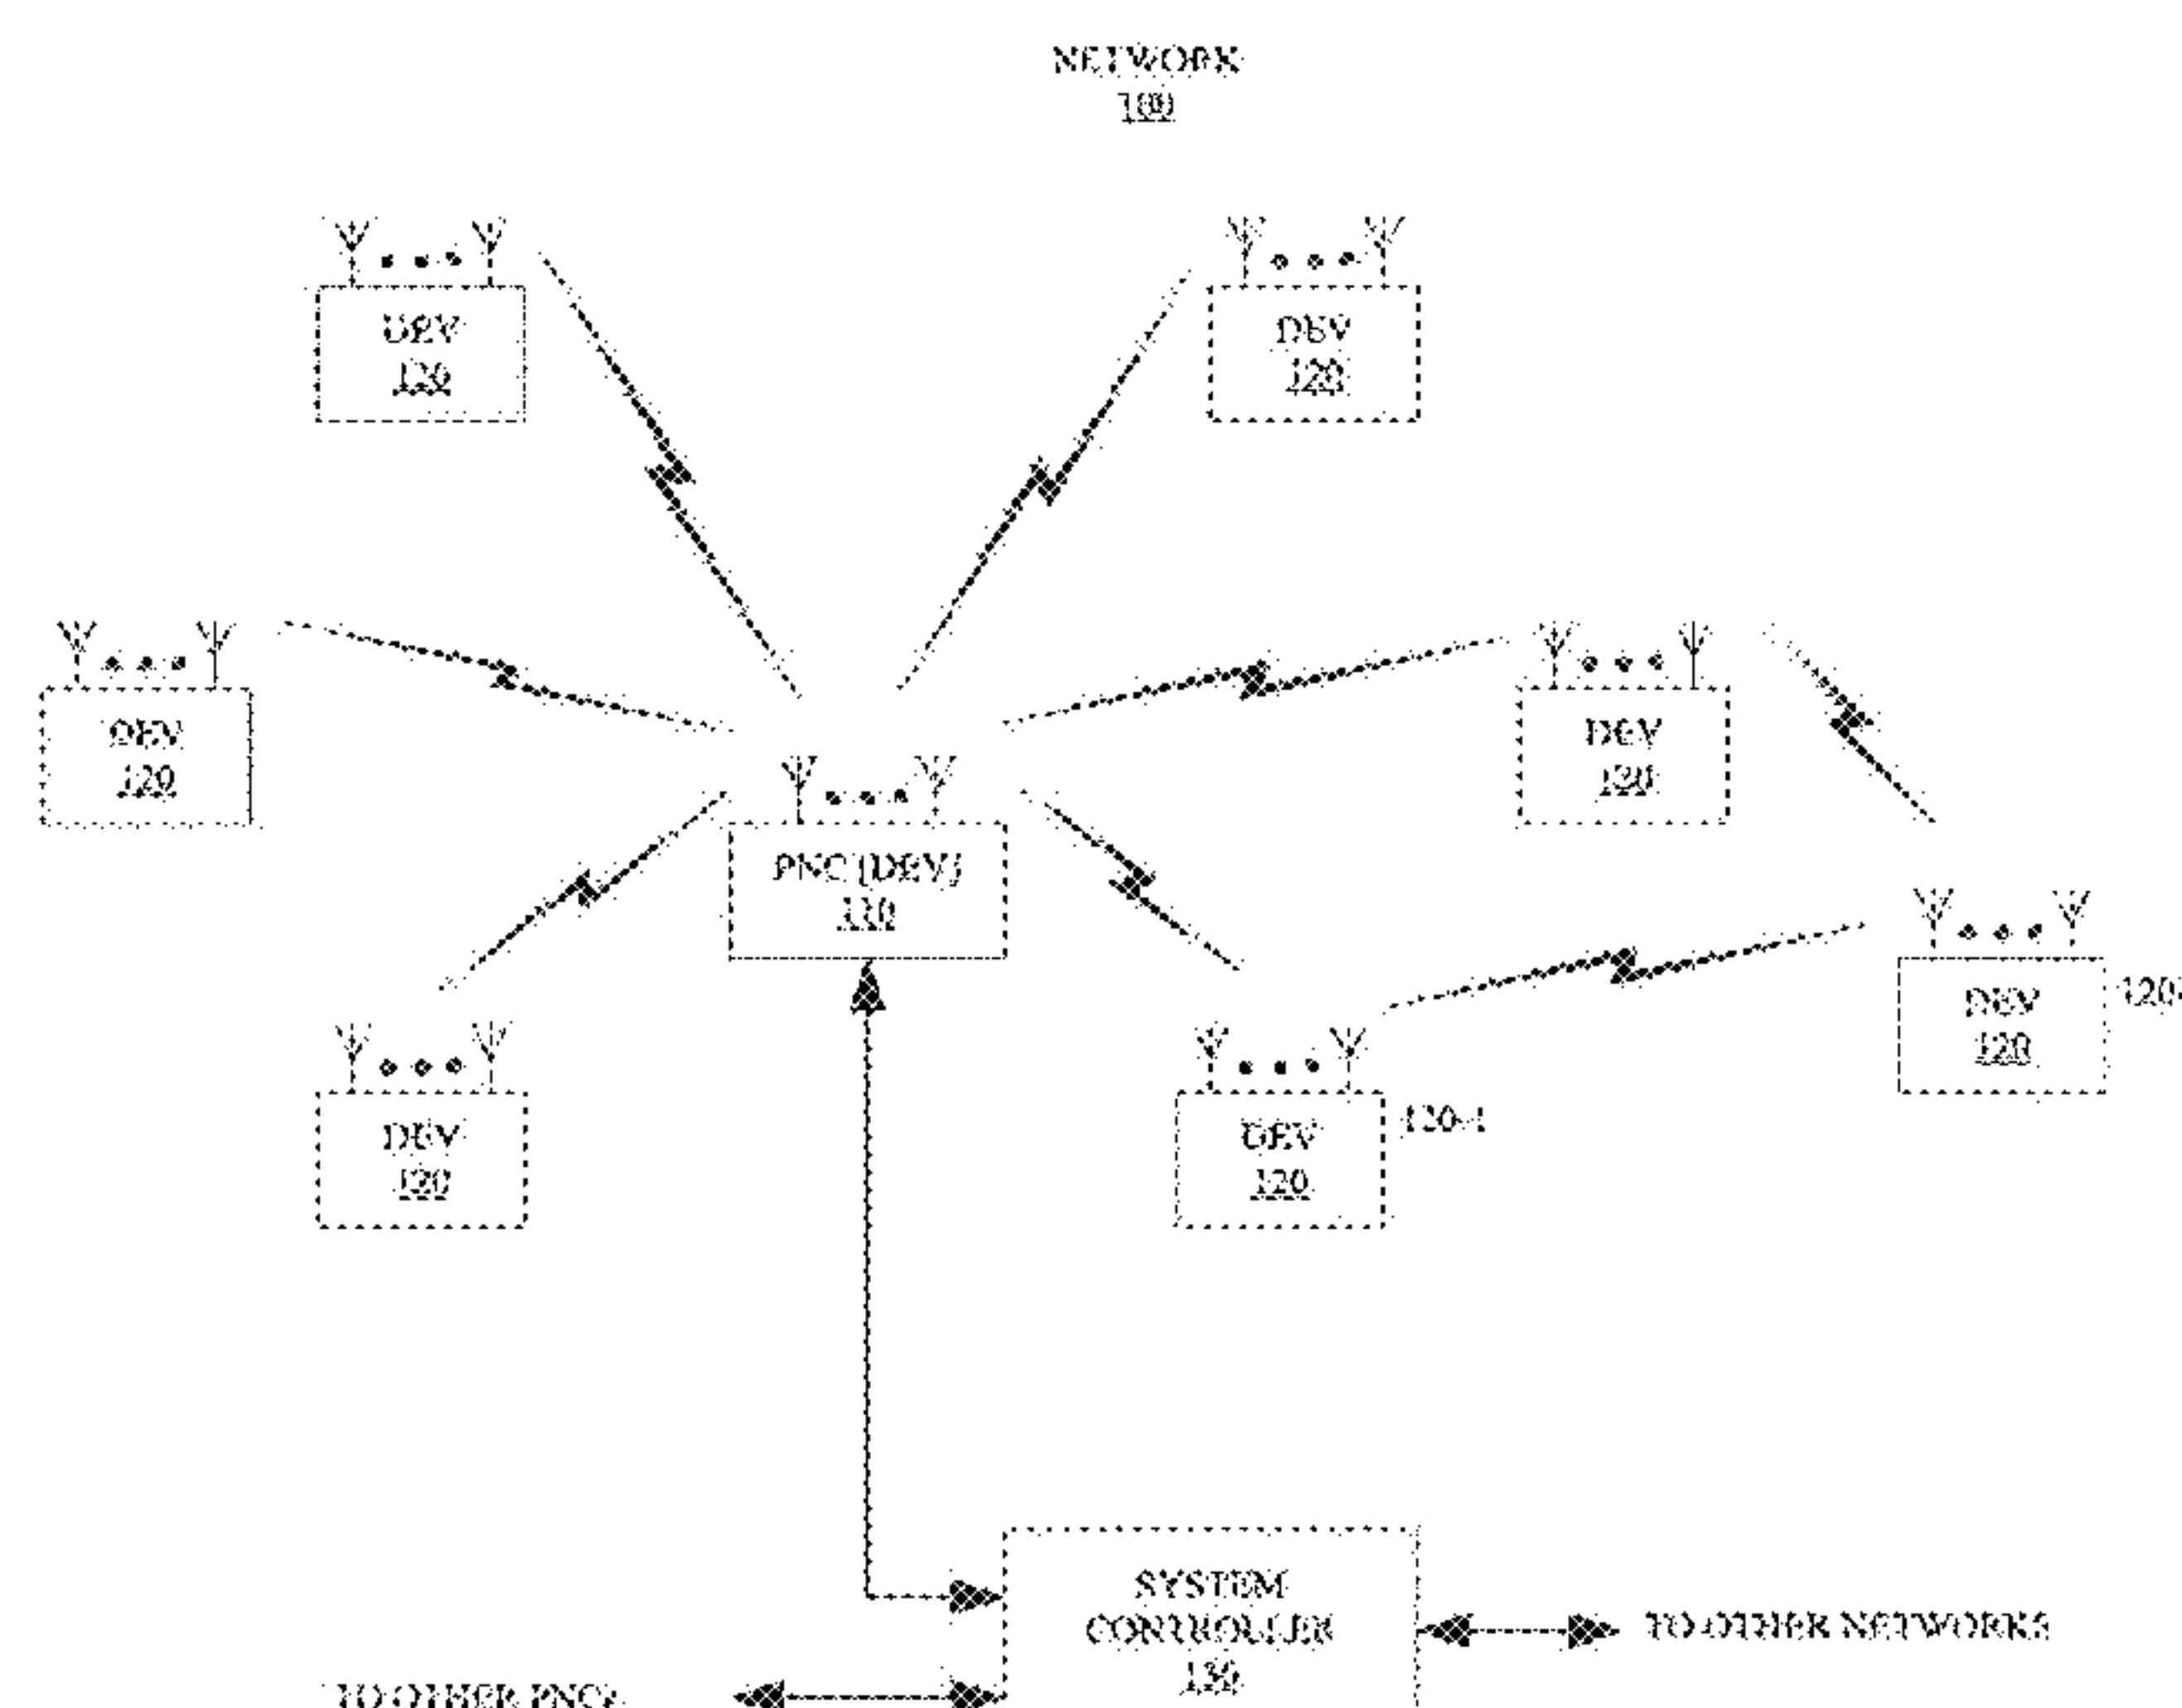 NETWORK
100
DEV
120
DEV
120
DEV
120
DEV
120
PNC (DEV)
110
DEV
120
DEV
120
120-1
DEV
120
SYSTEM
CONTROLLER
130
TO OTHER NETWORKS
TO OTHER PNCs